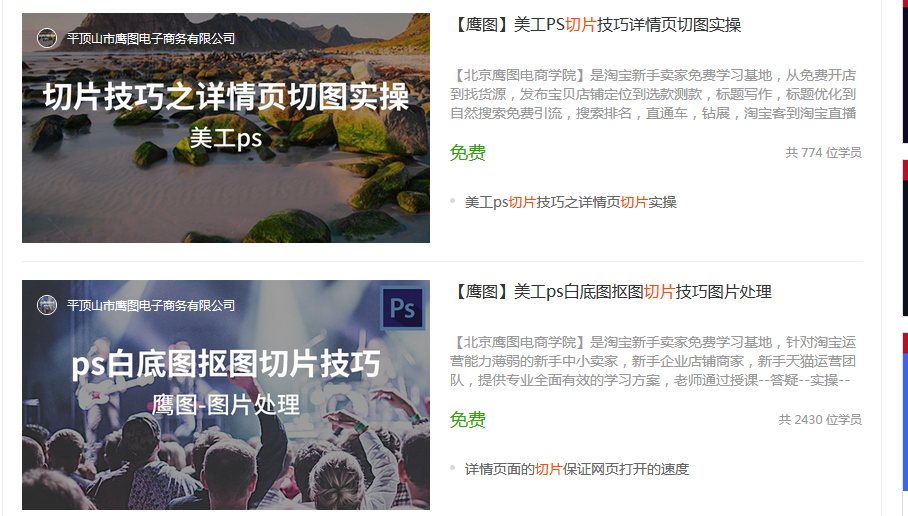 平顶山市鹰图电子商务有限公司
切片技巧之详情页切图实操
美工ps
【鹰图】美工PS切片技巧详情页切图实操
【北京鹰图电商学院】是淘宝新手卖家免费学习基地，从免费开店
到找货源，发布宝贝店铺定位到选款测款，标题写作，标题优化到
自然搜索免费引流，搜索排名，直通车，钻展，淘宝客到淘宝直播
免费
共 774 位学员
美工ps切片技巧之详情页切片实操
平顶山市鹰图电子商务有限公司
Ps
ps白底图抠图切片技巧
鹰图-图片处理
【鹰图】美工ps白底图抠图切片技巧图片处理
【北京鹰图电商学院】是淘宝新手卖家免费学习基地，针对淘宝运
营能力薄弱的新手中小卖家，新手企业店铺商家，新手天猫运营团
队，提供专业全面有效的学习方案，老师通过授课--答疑--实操--
免费
共 2430 位学员
详情页面的切片保证网页打开的速度